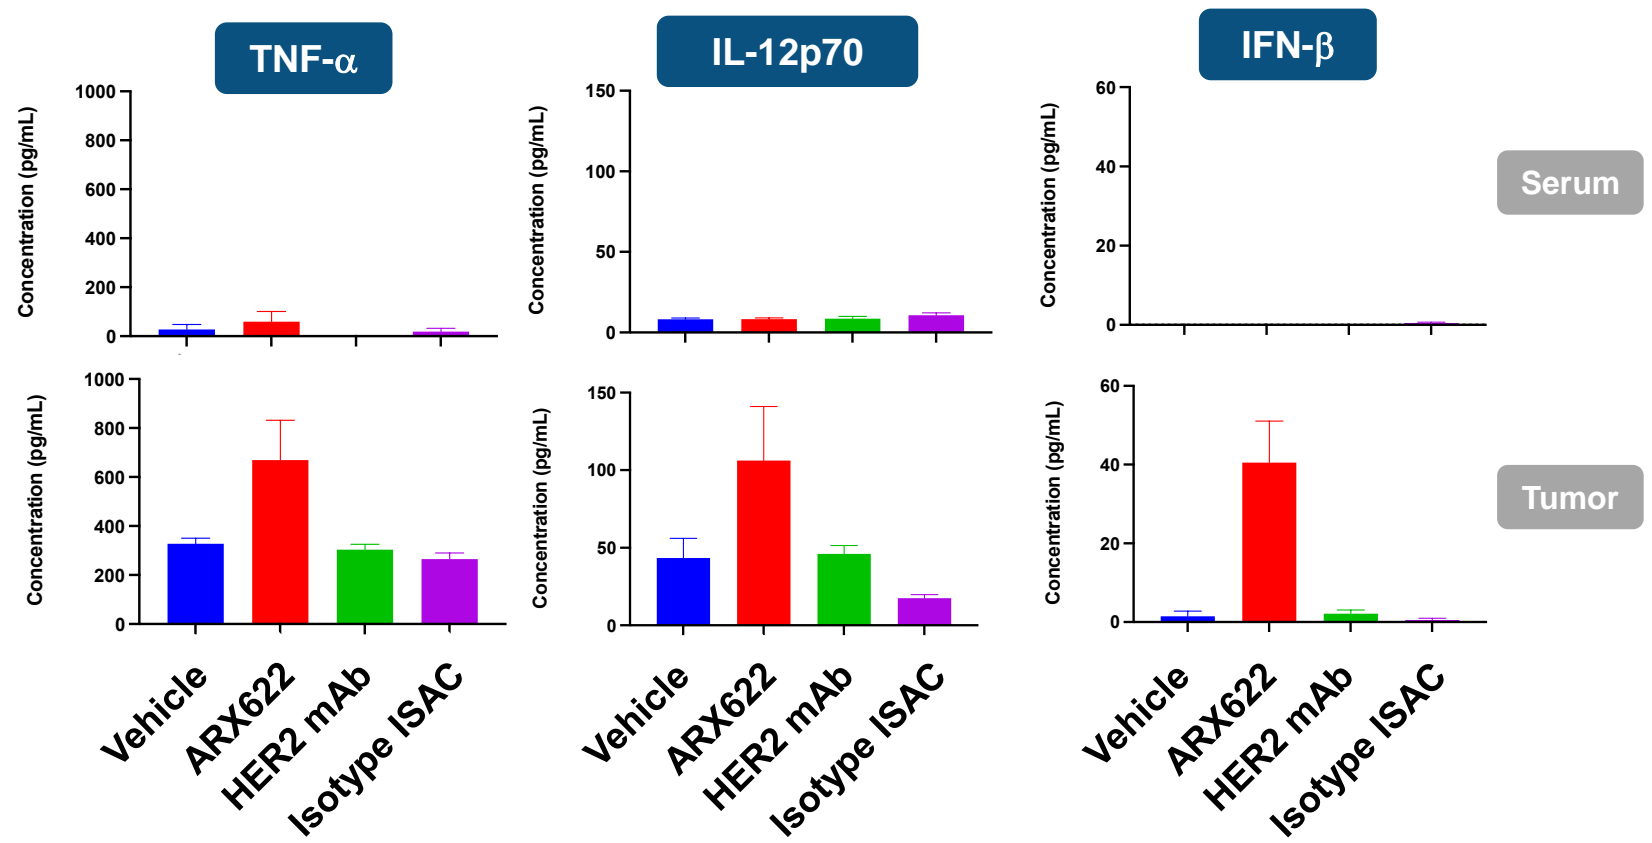 TNF-α
IL-12p70
IFN-β
Concentration (pg/mL)
1000
800
600
400
200
0
Concentration (pg/mL)
150
100
50
0
Concentration (pg/mL)
60
40
20
0
Serum
Concentration (pg/mL)
1000
800
600
400
200
0
Vehicle
ARX622
HER2 mAb
Isotype ISAC
Concentration (pg/mL)
150
100
50
0
Vehicle
ARX622
HER2 mAb
Isotype ISAC
Concentration (pg/mL)
60
40
20
0
Vehicle
ARX622
HER2 mAb
Isotype ISAC
Tumor